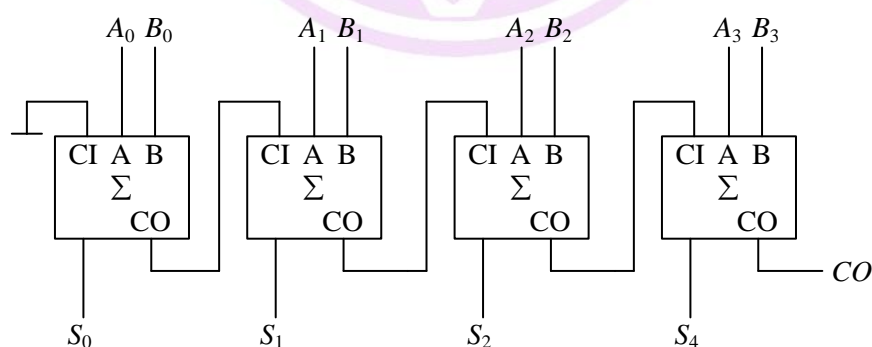 A₀ B₀ A₁ B₁ A₂ B₂ A₃ B₃
CI A B CI A B CI A B CI A B
Σ Σ Σ Σ
CO CO CO CO
CO
S₀ S₁ S₂ S₄